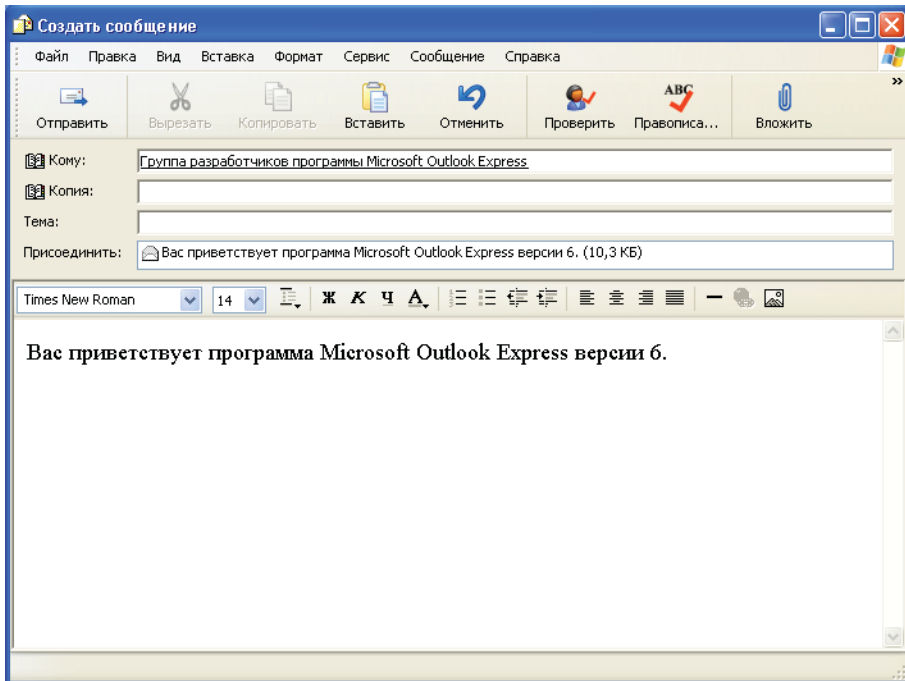 Создать сообщение
Файл Правка Вид Вставка Формат Сервис Сообщение Справка
Отправить Вырезать Копировать Вставить Отменить Проверить ABC Правописа... Вложить »
Кому: Группа разработчиков программы Microsoft Outlook Express
Копия:
Тема:
Присоединить: Вас приветствует программа Microsoft Outlook Express версии 6. (10,3 КБ)
Times New Roman 14 Ж К Ч А
Вас приветствует программа Microsoft Outlook Express версии 6.